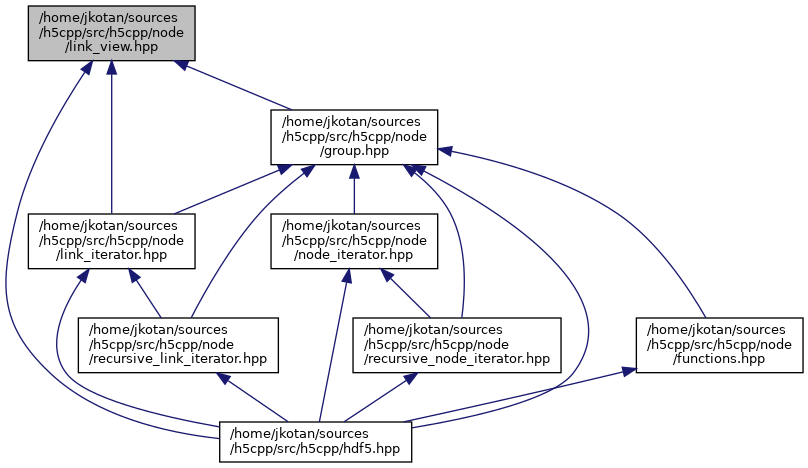 /home/jkotan/sources
/h5cpp/src/h5cpp/node
/link_view.hpp
/home/jkotan/sources
/h5cpp/src/h5cpp/node
/group.hpp
/home/jkotan/sources
/h5cpp/src/h5cpp/node
/link_iterator.hpp
/home/jkotan/sources
/h5cpp/src/h5cpp/node
/node_iterator.hpp
/home/jkotan/sources
/h5cpp/src/h5cpp/node
/recursive_link_iterator.hpp
/home/jkotan/sources
/h5cpp/src/h5cpp/node
/recursive_node_iterator.hpp
/home/jkotan/sources
/h5cpp/src/h5cpp/node
/functions.hpp
/home/jkotan/sources
/h5cpp/src/h5cpp/hdf5.hpp